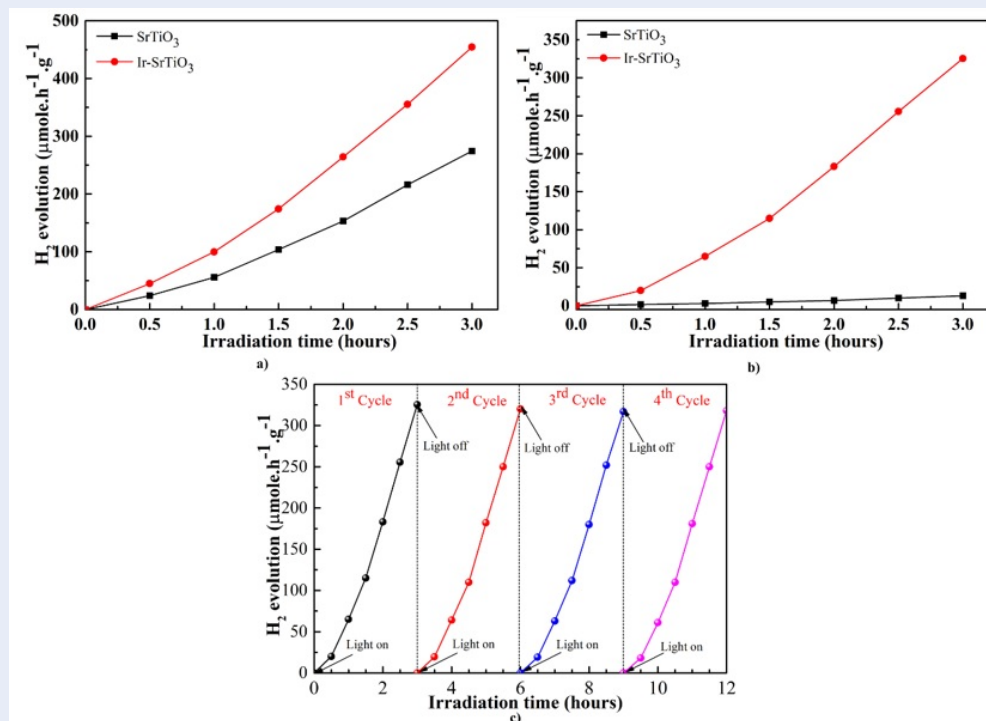 SrTiO₃
Ir-SrTiO₃
H₂ evolution (μmole.h⁻¹.g⁻¹)
500
400
300
200
100
0
0.0 0.5 1.0 1.5 2.0 2.5 3.0
Irradiation time (hours)
a)
SrTiO₃
Ir-SrTiO₃
H₂ evolution (μmole.h⁻¹.g⁻¹)
350
300
250
200
150
100
50
0
0.0 0.5 1.0 1.5 2.0 2.5 3.0
Irradiation time (hours)
b)
1st Cycle 2nd Cycle 3rd Cycle 4th Cycle
Light off Light off Light off
H₂ evolution (μmole.h⁻¹.g⁻¹)
350
300
250
200
150
100
50
0
Light on Light on Light on Light on
0 2 4 6 8 10 12
Irradiation time (hours)
c)